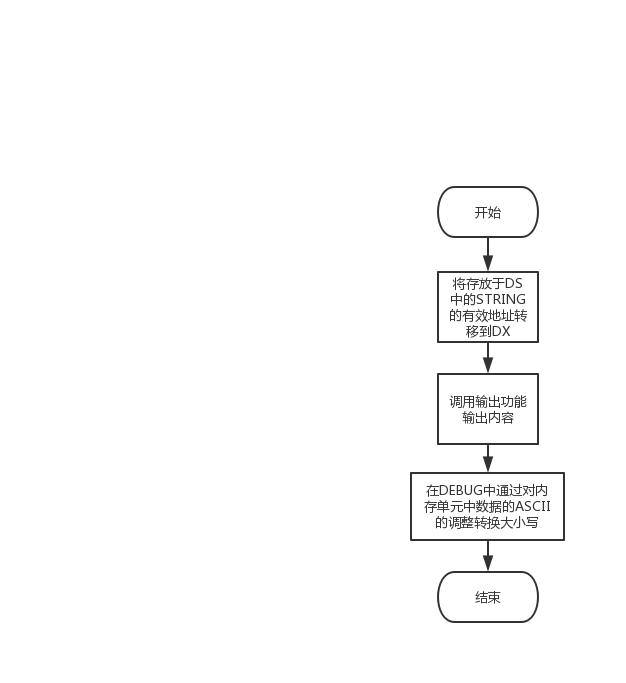 开始
将存放于DS
中的STRING
的有效地址转
移到DX
调用输出功能
输出内容
在DEBUG中通过对内
存单元中数据的ASCII
的调整转换大小写
结束